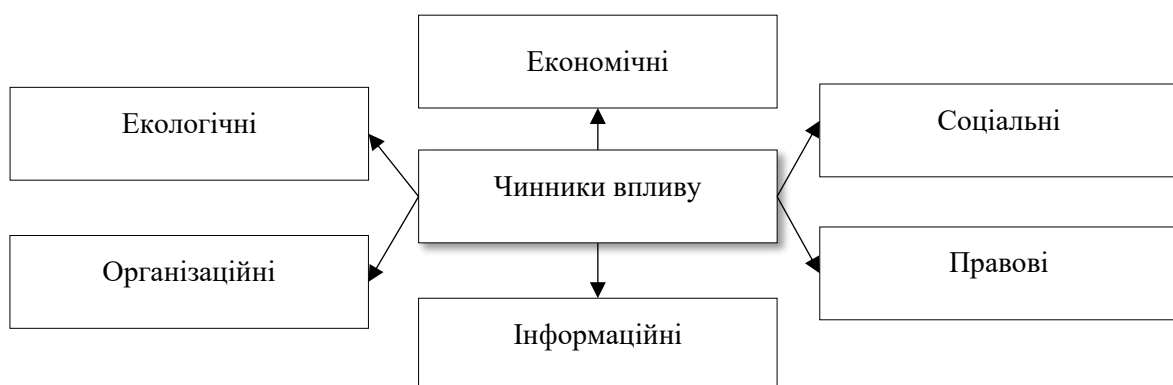 Економічні
Екологічні
Соціальні
Чинники впливу
Організаційні
Правові
Інформаційні